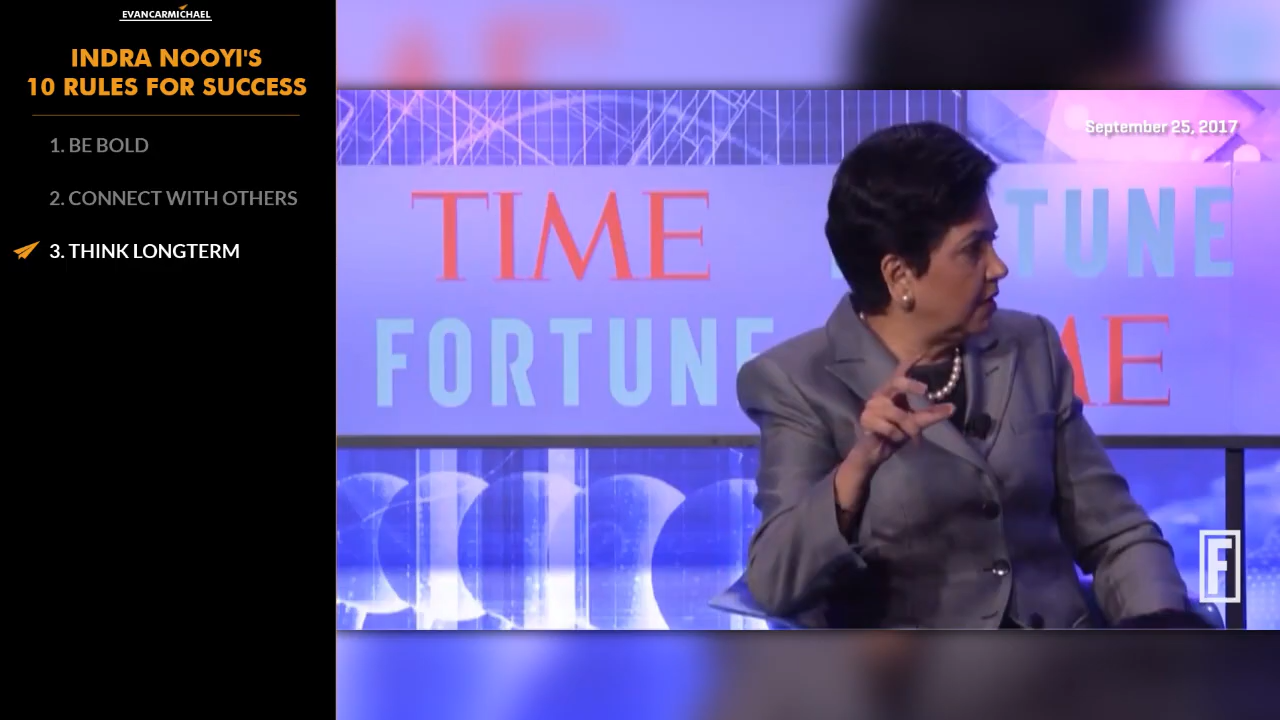 EVANCARMICHAEL
INDRA NOOYI'S
10 RULES FOR SUCCESS
1. BE BOLD
2. CONNECT WITH OTHERS
3. THINK LONGTERM
September 25, 2017
TIME
TUNE
FORTUNE
ME
F